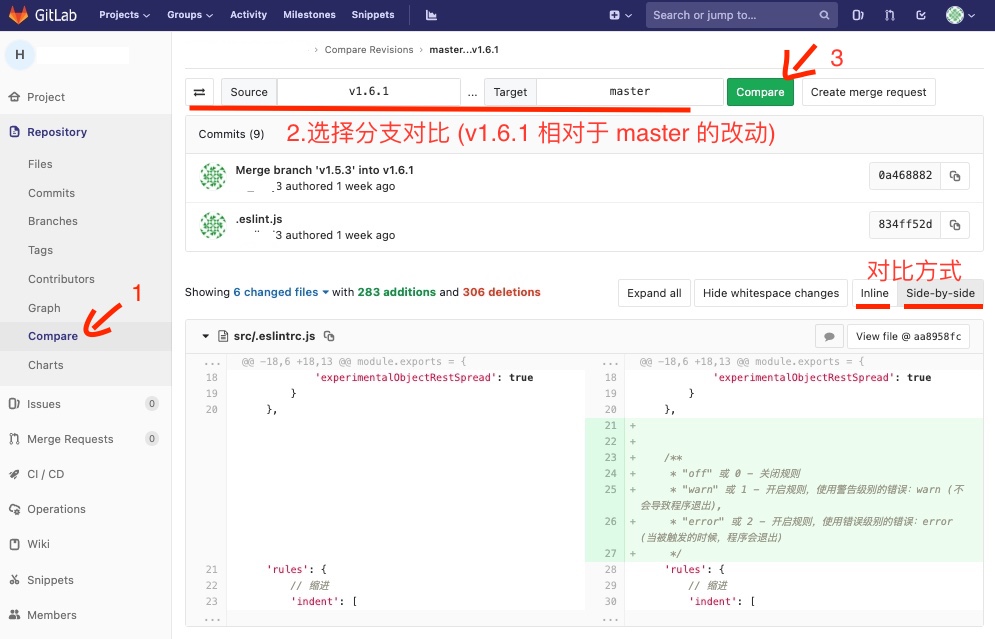 GitLab Projects Groups Activity Milestones Snippets Search or jump to...
H
› Compare Revisions › master...v1.6.1
3
Project
Source v1.6.1 ... Target master Compare Create merge request
Repository
Commits (9) 2.选择分支对比 (v1.6.1 相对于 master 的改动)
Files
Commits
Branches
Tags
Contributors
Graph
Compare
Charts
1
Issues 0
Merge Requests 0
CI / CD
Operations
Wiki
Snippets
Members
Merge branch 'v1.5.3' into v1.6.1
3 authored 1 week ago
0a468882
.eslint.js
3 authored 1 week ago
834ff52d
对比方式
Showing 6 changed files with 283 additions and 306 deletions
Expand all Hide whitespace changes Inline Side-by-side
src/.eslintrc.js
View file @ aa8958fc
... @@ -18,6 +18,13 @@ module.exports = {
18 'experimentalObjectRestSpread': true
19 }
20 },
21 'rules': {
22 // 缩进
23 'indent': [
...
... @@ -18,6 +18,13 @@ module.exports = {
18 'experimentalObjectRestSpread': true
19 }
20 },
21 +
22 +
23 + /**
24 + * "off" 或 0 - 关闭规则
25 + * "warn" 或 1 - 开启规则，使用警告级别的错误：warn (不
会导致程序退出),
26 + * "error" 或 2 - 开启规则，使用错误级别的错误：error
(当被触发的时候，程序会退出)
27 + */
28 'rules': {
29 // 缩进
30 'indent': [
...